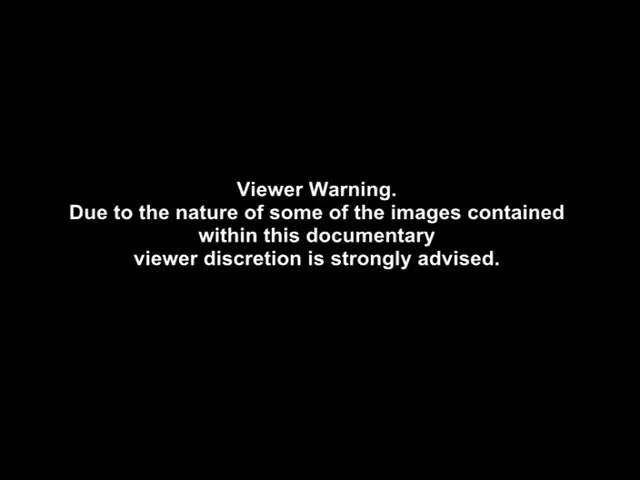 Viewer Warning.
Due to the nature of some of the images contained
within this documentary
viewer discretion is strongly advised.